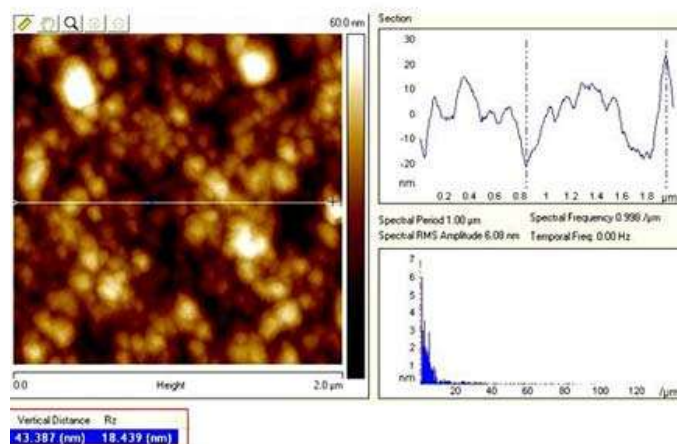 60.0 nm
0.0
Height
2.0 µm
Section
30
20
10
0
-10
-20
nm
0.2 0.4 0.6 0.8 1 1.2 1.4 1.6 1.8 µm
Spectral Period 1.00 µm Spectral Frequency 0.998 /µm
Spectral RMS Amplitude 6.08 nm Temporal Freq: 0.00 Hz
7
6
5
4
3
2
1
nm
20 40 60 80 100 120 140 /µm
Vertical Distance Rz
43.387 (nm) 18.439 (nm)